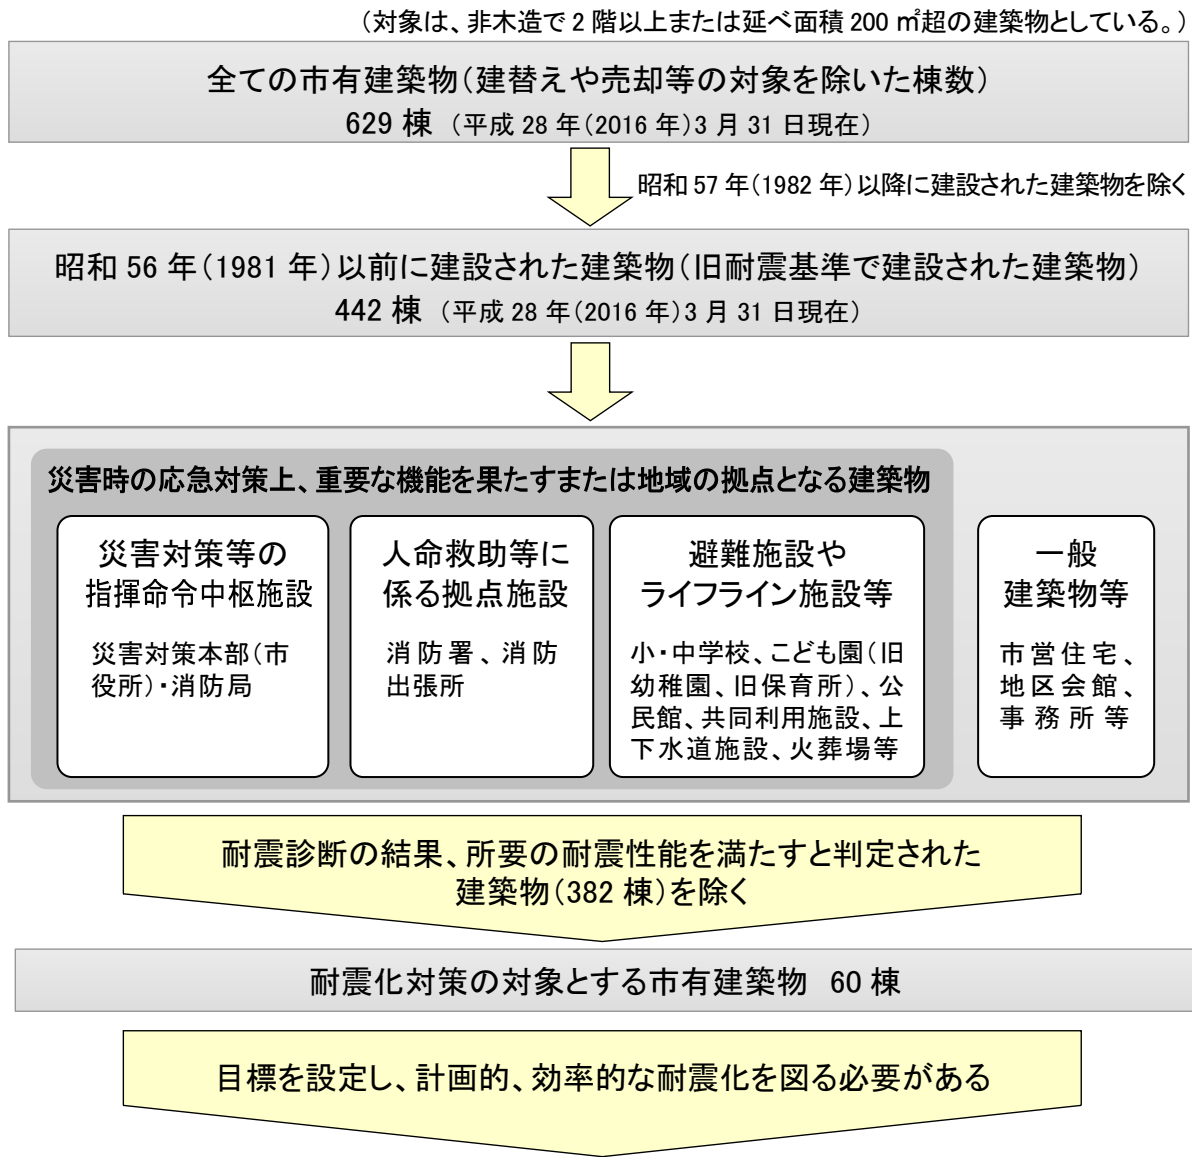 （対象は、非木造で 2 階以上または延べ面積 200 ㎡超の建築物としている。）
全ての市有建築物（建替えや売却等の対象を除いた棟数）
629 棟 （平成 28 年（2016 年）3 月 31 日現在）
昭和 57 年（1982 年）以降に建設された建築物を除く
昭和 56 年（1981 年）以前に建設された建築物（旧耐震基準で建設された建築物）
442 棟 （平成 28 年（2016 年）3 月 31 日現在）
災害時の応急対策上、重要な機能を果たすまたは地域の拠点となる建築物
災害対策等の
指揮命令中枢施設
災害対策本部（市
役所）・消防局
人命救助等に
係る拠点施設
消防署、消防
出張所
避難施設や
ライフライン施設等
小・中学校、こども園（旧
幼稚園、旧保育所）、公
民館、共同利用施設、上
下水道施設、火葬場等
一般
建築物等
市営住宅、
地区会館、
事務所等
耐震診断の結果、所要の耐震性能を満たすと判定された
建築物（382 棟）を除く
耐震化対策の対象とする市有建築物 60 棟
目標を設定し、計画的、効率的な耐震化を図る必要がある